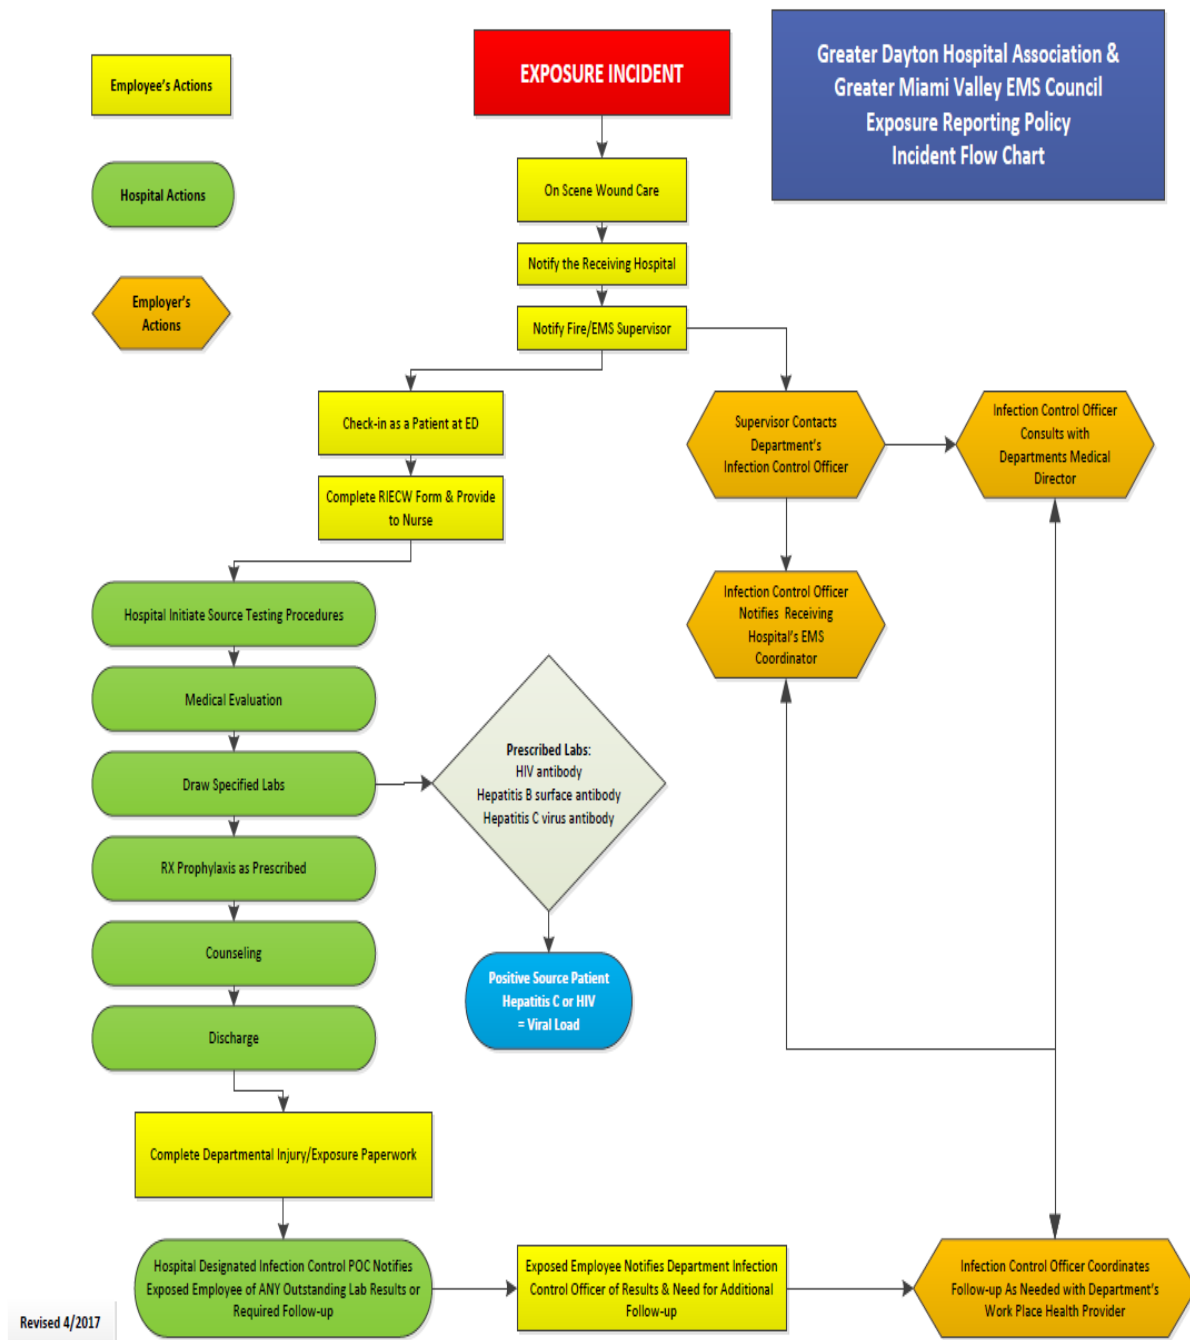 Employee's Actions
EXPOSURE INCIDENT
Greater Dayton Hospital Association &
Greater Miami Valley EMS Council
Exposure Reporting Policy
Incident Flow Chart
Hospital Actions
On Scene Wound Care
Notify the Receiving Hospital
Employer's
Actions
Notify Fire/EMS Supervisor
Check-in as a Patient at ED
Supervisor Contacts
Department's
Infection Control Officer
Infection Control Officer
Consults with
Departments Medical
Director
Complete RIECW Form & Provide
to Nurse
Hospital Initiate Source Testing Procedures
Infection Control Officer
Notifies Receiving
Hospital's EMS
Coordinator
Medical Evaluation
Draw Specified Labs
Prescribed Labs:
HIV antibody
Hepatitis B surface antibody
Hepatitis C virus antibody
RX Prophylaxis as Prescribed
Counseling
Positive Source Patient
Hepatitis C or HIV
= Viral Load
Discharge
Complete Departmental Injury/Exposure Paperwork
Hospital Designated Infection Control POC Notifies
Exposed Employee of ANY Outstanding Lab Results or
Required Follow-up
Exposed Employee Notifies Department Infection
Control Officer of Results & Need for Additional
Follow-up
Infection Control Officer Coordinates
Follow-up As Needed with Department's
Work Place Health Provider
Revised 4/2017